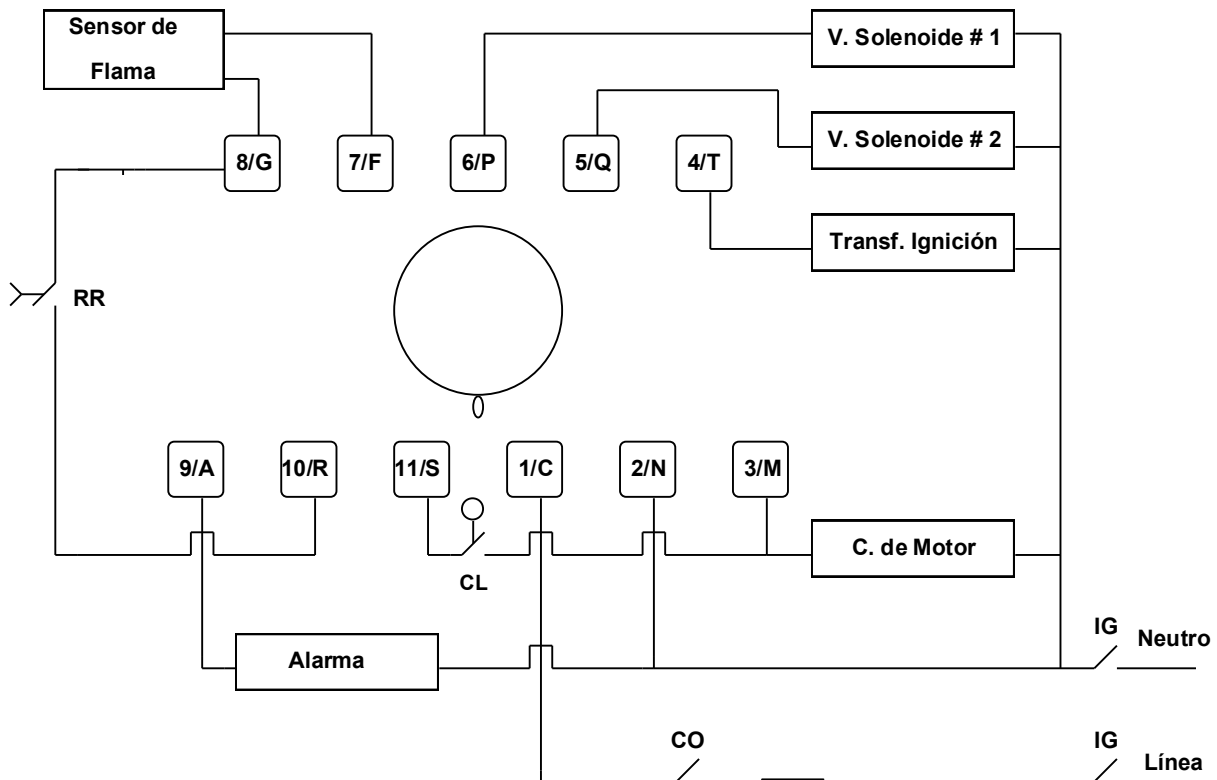 Sensor de
Flama
V. Solenoide # 1
V. Solenoide # 2
8/G
7/F
6/P
5/Q
4/T
Transf. Ignición
RR
9/A
10/R
11/S
1/C
2/N
3/M
C. de Motor
CL
Alarma
IG
Neutro
CO
IG
Línea